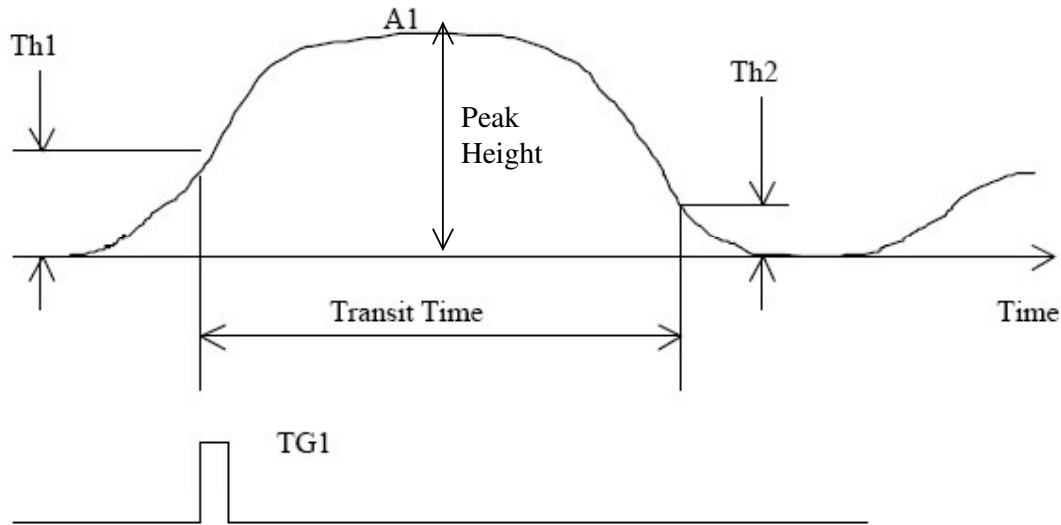 A1
Th1
Th2
Peak
Height
Transit Time
Time
TG1